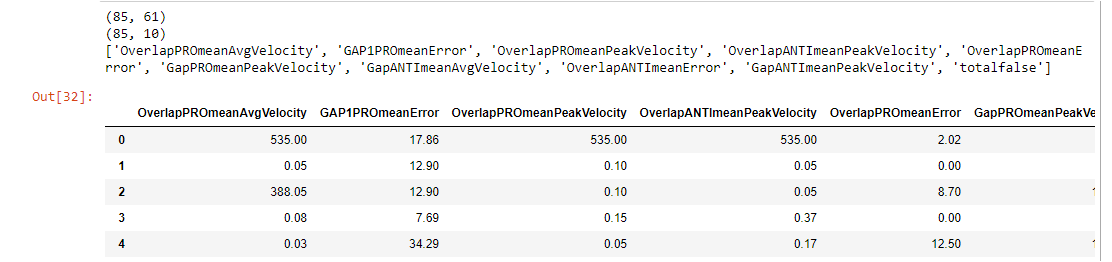 (85, 61)
(85, 10)
['OverlapPROmeanAvgVelocity', 'GAP1PROmeanError', 'OverlapPROmeanPeakVelocity', 'OverlapANTImeanPeakVelocity', 'OverlapPROmeanE
rror', 'GapPROmeanPeakVelocity', 'GapANTImeanAvgVelocity', 'OverlapANTImeanError', 'GapANTImeanPeakVelocity', 'totalfalse']
Out[32]:
OverlapPROmeanAvgVelocity GAP1PROmeanError OverlapPROmeanPeakVelocity OverlapANTImeanPeakVelocity OverlapPROmeanError GapPROmeanPeakVe
0 535.00 17.86 535.00 535.00 2.02
1 0.05 12.90 0.10 0.05 0.00
2 388.05 12.90 0.10 0.05 8.70 1
3 0.08 7.69 0.15 0.37 0.00
4 0.03 34.29 0.05 0.17 12.50 1